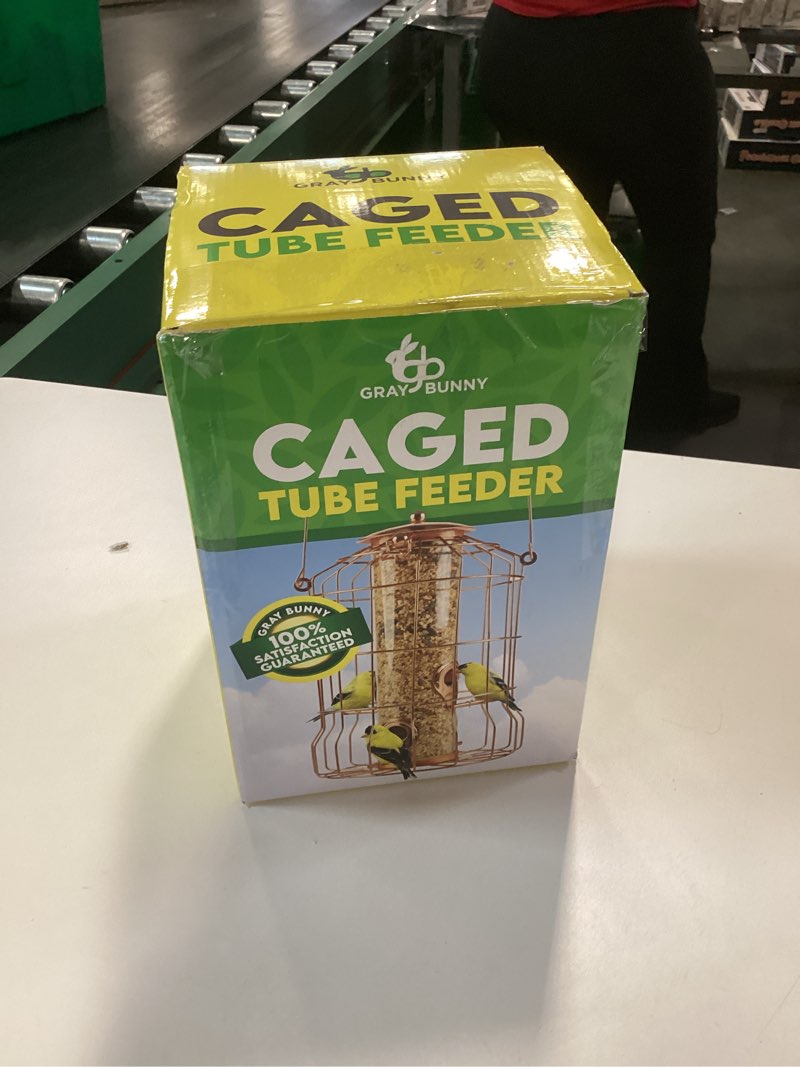 GRAY BUNNY
CAGED
TUBE FEEDER
GRAY BUNNY
CAGED
TUBE FEEDER
GRAY BUNNY
100%
SATISFACTION
GUARANTEED